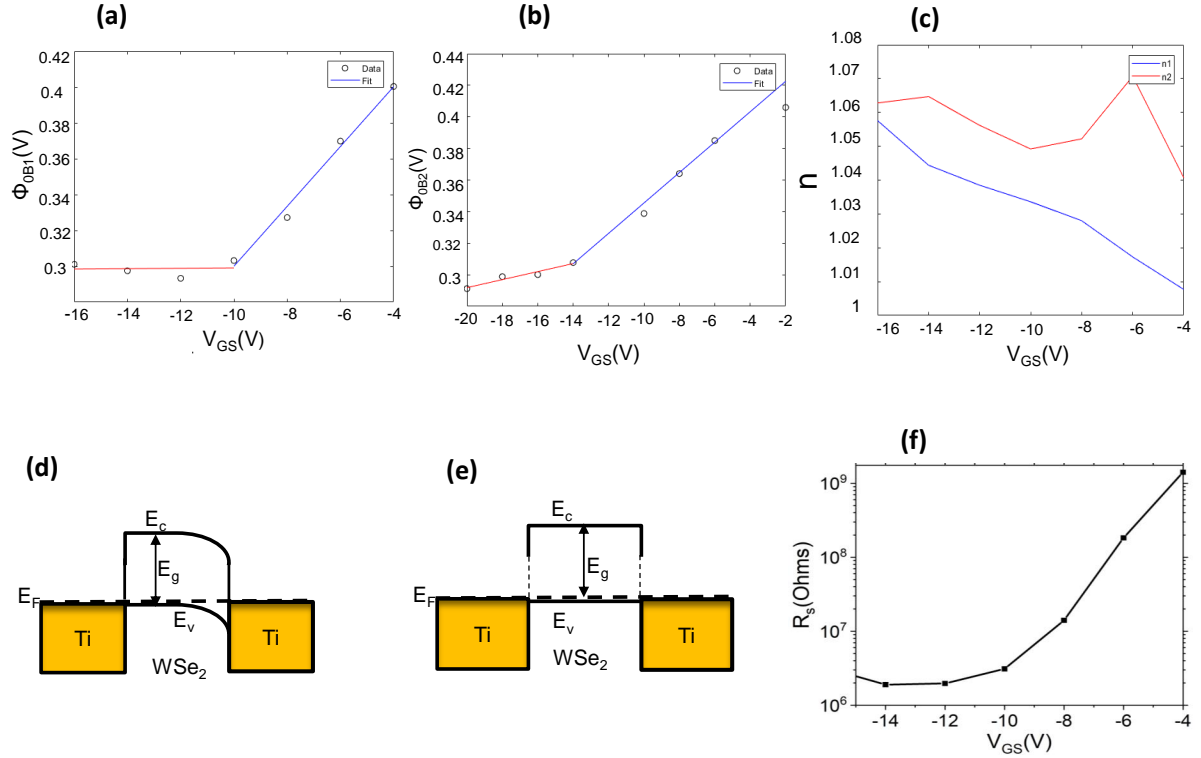 (a)
0.42
0.4
0.38
0.36
0.34
0.32
0.3
Φ0B1(V)
Data
Fit
-16 -14 -12 -10 -8 -6 -4
VGS(V)
(b)
0.44
0.42
0.4
0.38
0.36
0.34
0.32
0.3
Φ0B2(V)
Data
Fit
-20 -18 -16 -14 -12 -10 -8 -6 -4 -2
VGS(V)
(c)
1.08
1.07
1.06
1.05
1.04
1.03
1.02
1.01
1
n
n1
n2
-16 -14 -12 -10 -8 -6 -4
VGS(V)
(d)
Ec
Eg
EF
Ev
Ti
Ti
WSe2
(e)
Ec
Eg
EF
Ev
Ti
Ti
WSe2
(f)
10^9
10^8
10^7
10^6
Rs(Ohms)
-14 -12 -10 -8 -6 -4
VGS(V)